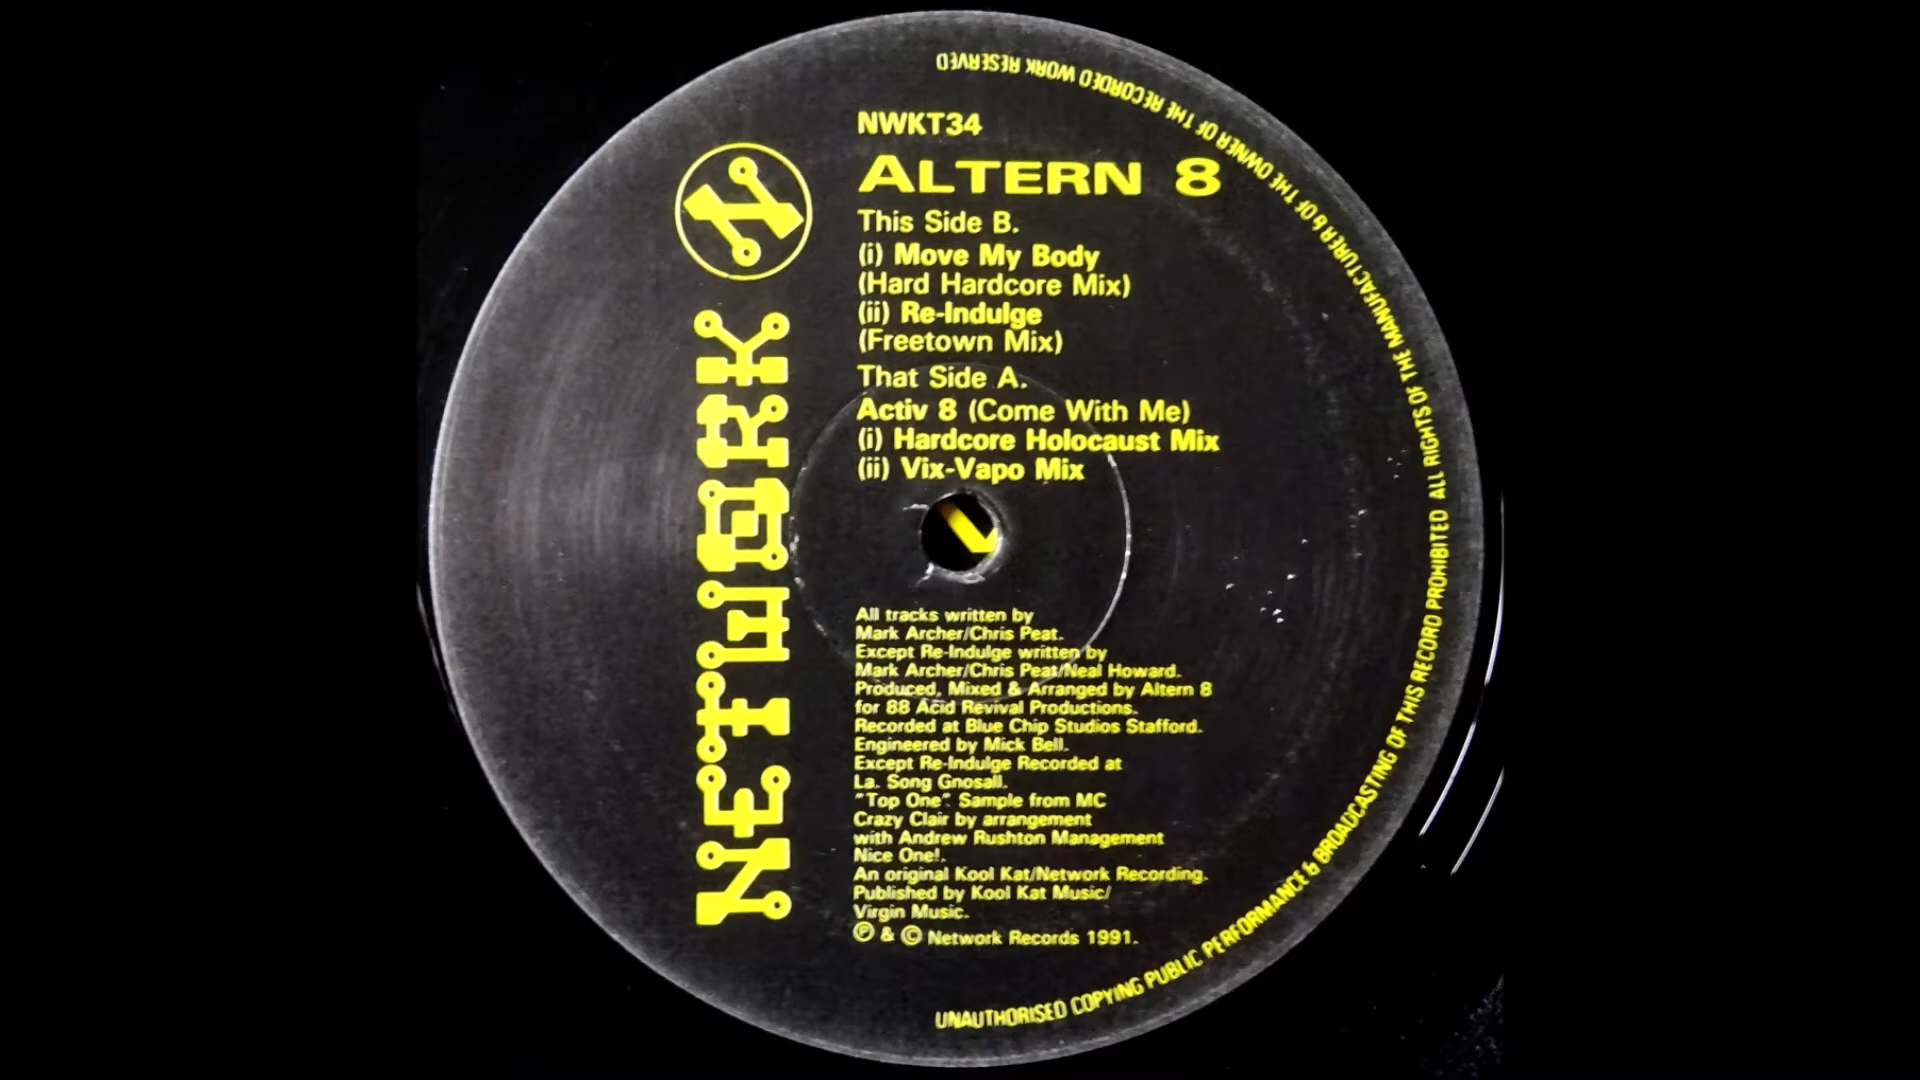 NWKT34
ALTERN 8
This Side B.
(i) Move My Body
(Hard Hardcore Mix)
(ii) Re-Indulge
(Freetown Mix)
That Side A.
Activ 8 (Come With Me)
(i) Hardcore Holocaust Mix
(ii) Vix-Vapo Mix
NETWORK
All tracks written by
Mark Archer/Chris Peat.
Except Re-Indulge written by
Mark Archer/Chris Peat/Neal Howard.
Produced, Mixed & Arranged by Altern 8
for 88 Acid Revival Productions.
Recorded at Blue Chip Studios Stafford.
Engineered by Mick Bell.
Except Re-Indulge Recorded at
La. Song Gnosall.
"Top One". Sample from MC
Crazy Clair by arrangement
with Andrew Rushton Management
Nice One!.
An original Kool Kat/Network Recording.
Published by Kool Kat Music/
Virgin Music.
℗ & © Network Records 1991.
UNAUTHORISED COPYING PUBLIC PERFORMANCE & BROADCASTING OF THIS RECORD PROHIBITED ALL RIGHTS OF THE MANUFACTURER & OF THE OWNER OF THE RECORDED WORK RESERVED